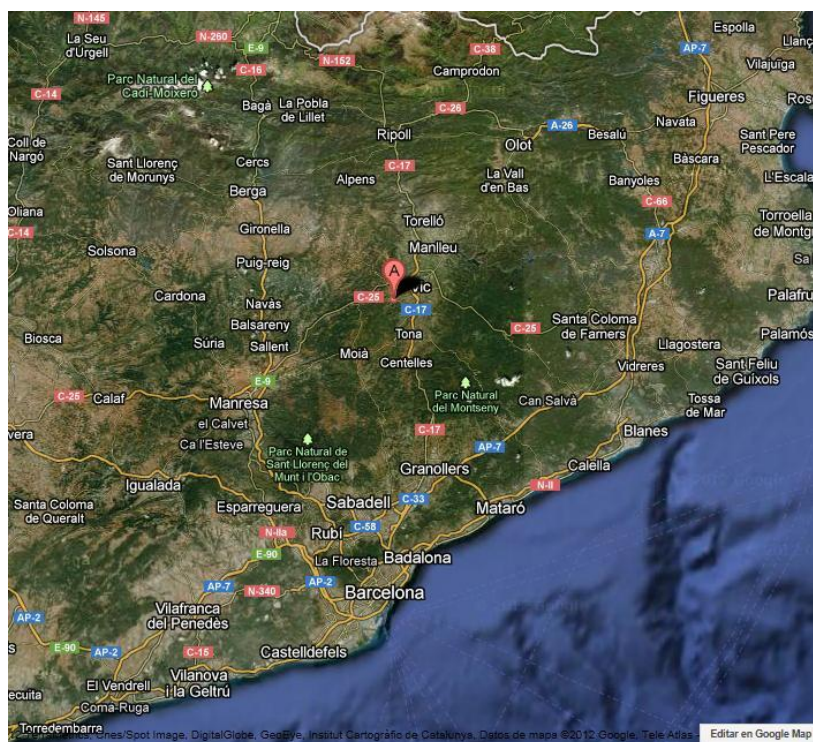 N-145
Espolla
La Seu
d'Urgell
N-260
E-9
C-38
AP-7
Llanç
N-152
Vilajuïga
Camprodon
Parc Natural del
Cadí-Moixeró
C-16
C-14
Bagà
La Pobla
de Lillet
C-26
Figueres
Ros
Ripoll
Olot
A-26
Besalú
Navata
Sant Pere
Pescador
Coll de
Nargó
Sant Llorenç
de Morunys
Cercs
C-17
Bàscara
Alpens
La Vall
d'en Bas
Banyoles
L'Escala
Berga
C-66
Oliana
C-14
Gironella
Torelló
Torroella
de Montg
A-7
Manlleu
Solsona
Puig-reig
Sa
A
Cardona
Navàs
C-25
Vic
C-17
Palafru
Balsareny
Santa Coloma
de Farners
C-25
Biosca
Súria
Sallent
Tona
Palamós
Moià
Centelles
Llagostera
Vidreres
Sant Feliu
de Guíxols
E-9
Parc Natural
del Montseny
C-25
Calaf
Manresa
Can Salvà
Tossa
de Mar
el Calvet
vera
Ca l'Esteve
C-17
Blanes
Parc Natural de
Sant Llorenç del
Munt i l'Obac
AP-7
Granollers
Calella
Igualada
N-II
Santa Coloma
de Queralt
Esparreguera
Sabadell
C-33
Mataró
N-IIa
Rubí
C-58
E-90
La Floresta
Badalona
AP-7
N-340
AP-2
Barcelona
Vilafranca
del Penedès
AP-2
E-90
AP-2
C-15
Castelldefels
El Vendrell
Vilanova
i la Geltrú
ecuita
Coma-Ruga
Torredembarra
Cnes/Spot Image, DigitalGlobe, GeoEye, Institut Cartogràfic de Catalunya, Datos de mapa ©2012 Google, Tele Atlas -
Editar en Google Map